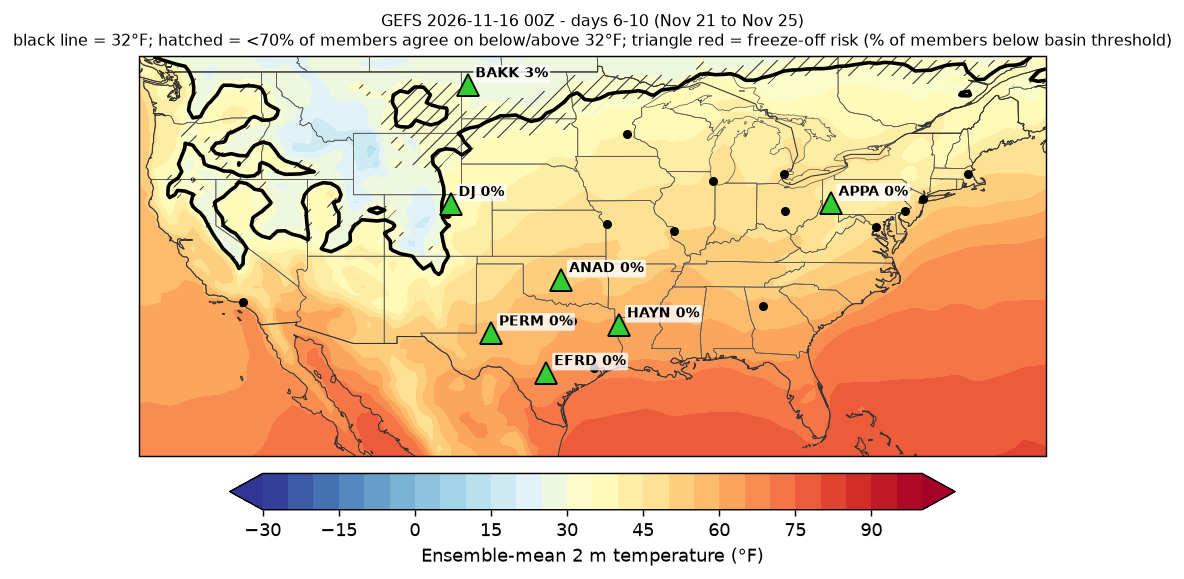 GEFS 2026-11-16 00Z - days 6-10 (Nov 21 to Nov 25)
black line = 32°F; hatched = <70% of members agree on below/above 32°F; triangle red = freeze-off risk (% of members below basin threshold)
BAKK 3%
DJ 0%
APPA 0%
ANAD 0%
HAYN 0%
PERM 0%
EFRD 0%
−30 −15 0 15 30 45 60 75 90
Ensemble-mean 2 m temperature (°F)